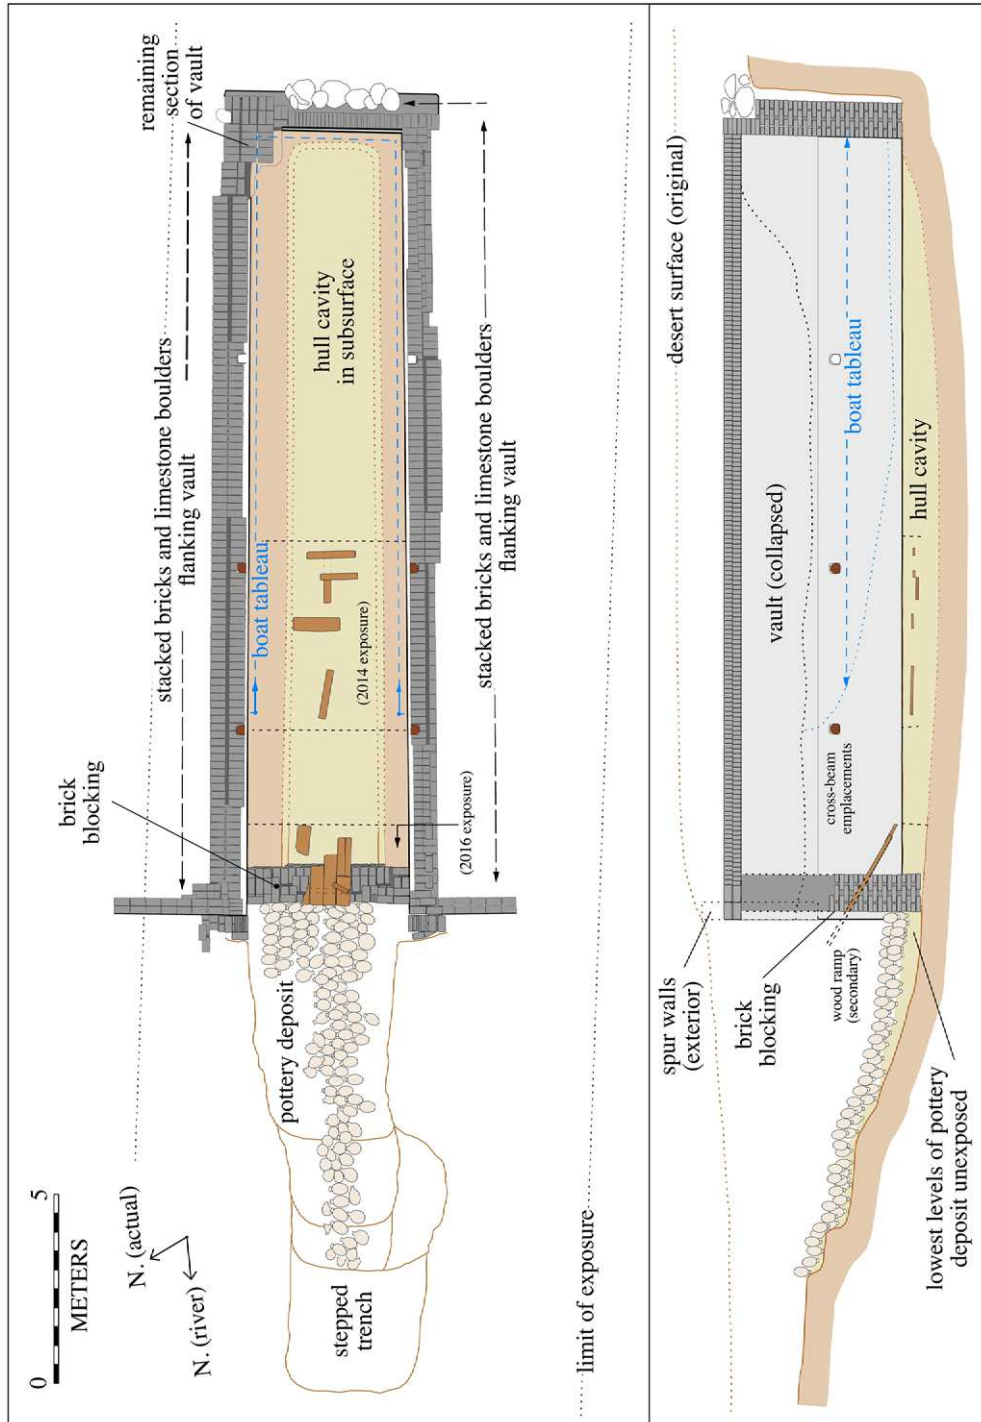 remaining
section
of vault
stacked bricks and limestone boulders
flanking vault
brick
blocking
boat tableau
hull cavity
in subsurface
(2014 exposure)
(2016 exposure)
stacked bricks and limestone boulders
flanking vault
pottery deposit
stepped
trench
N. (actual)
N. (river)
0
5
METERS
limit of exposure
desert surface (original)
vault (collapsed)
boat tableau
hull cavity
cross-beam
emplacements
spur walls
(exterior)
brick
blocking
wood ramp
(secondary)
lowest levels of pottery
deposit unexposed